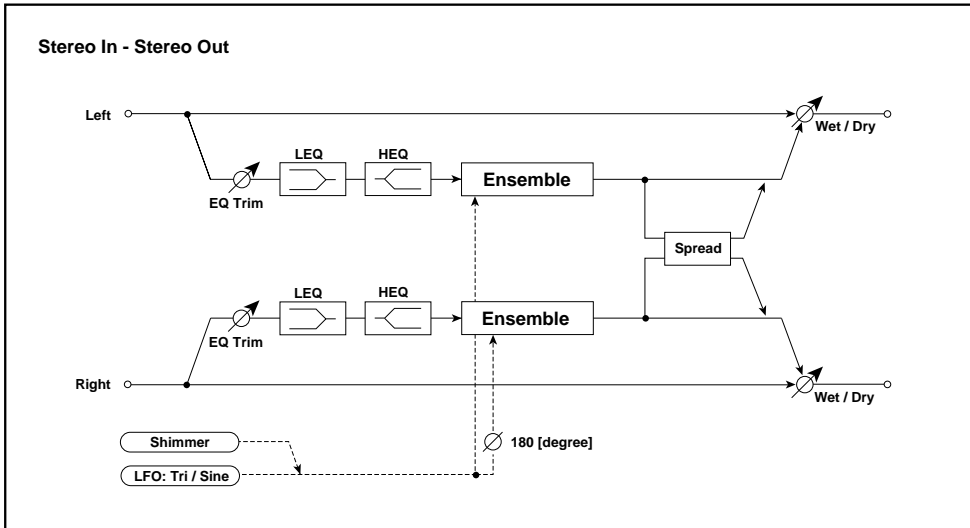 Stereo In - Stereo Out
Left
Wet / Dry
LEQ
HEQ
EQ Trim
Ensemble
Spread
LEQ
HEQ
EQ Trim
Ensemble
Right
Wet / Dry
Shimmer
180 [degree]
LFO: Tri / Sine